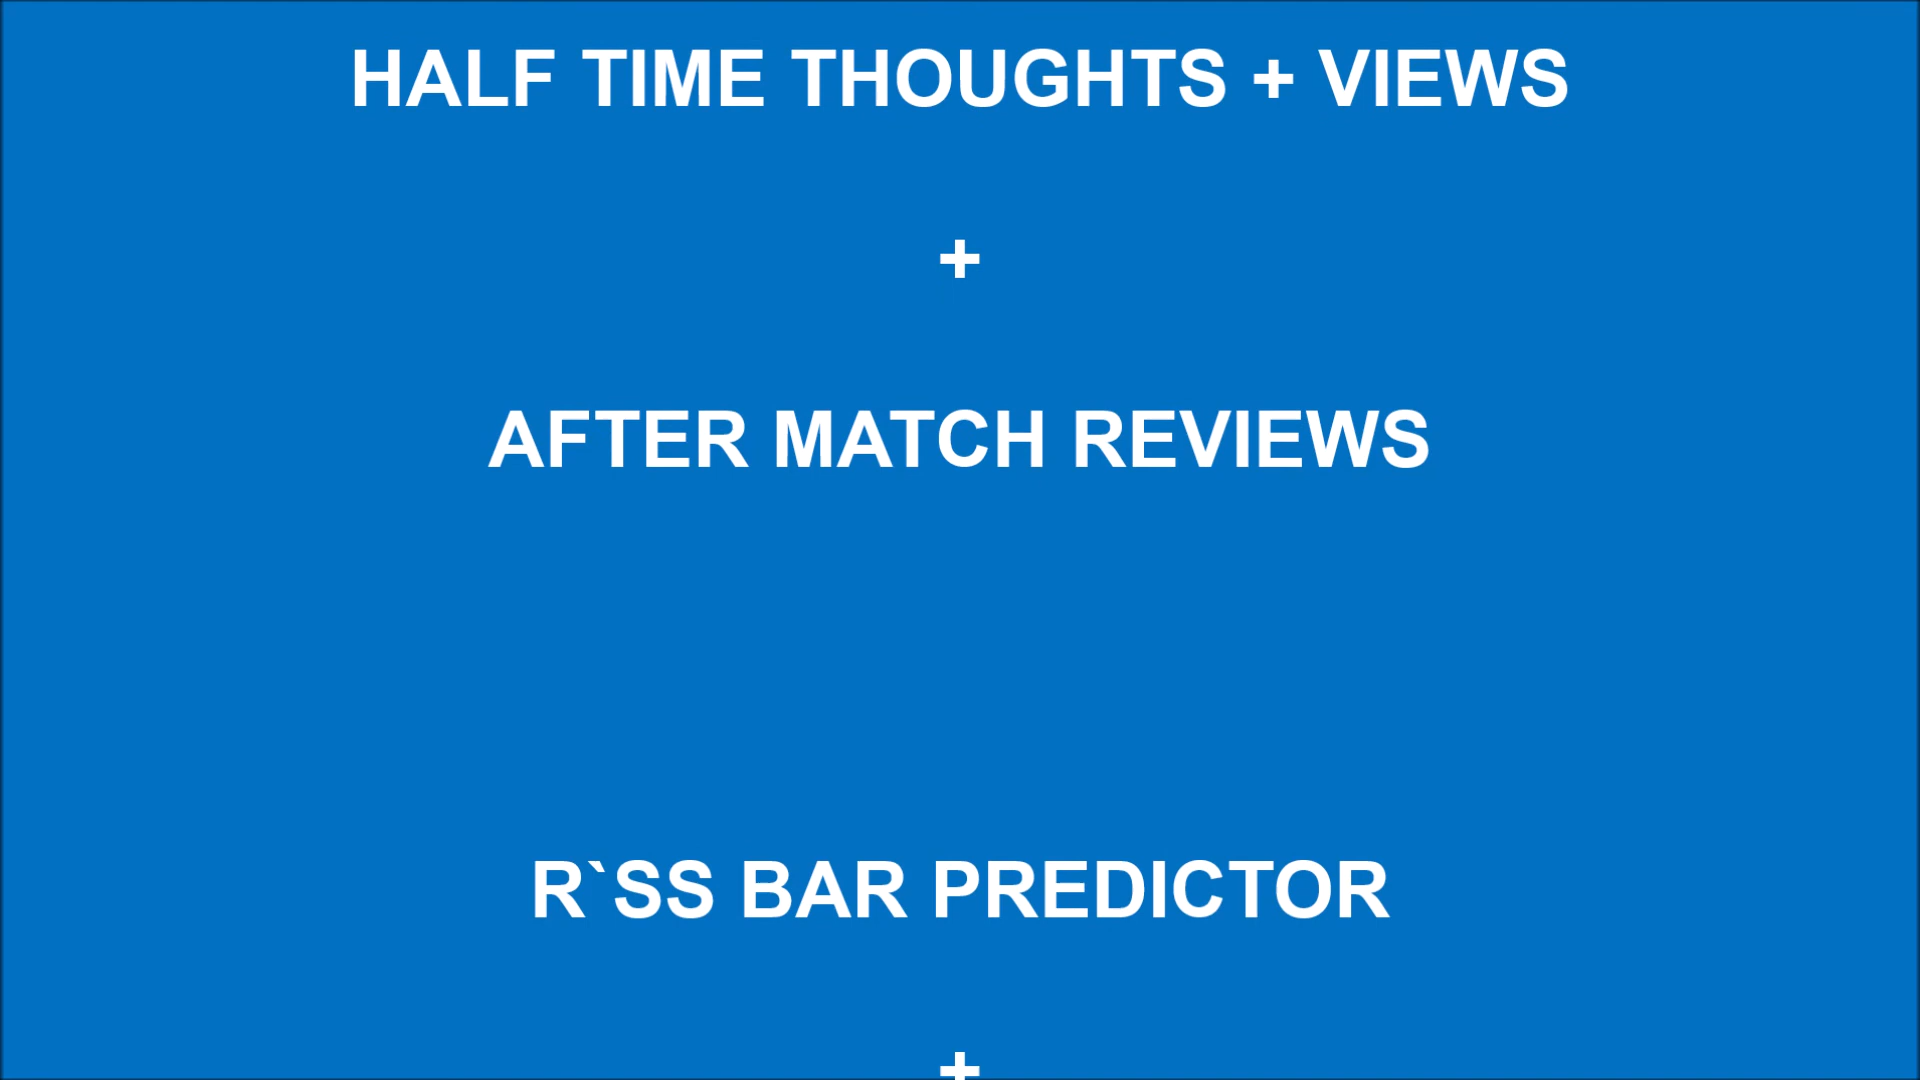 HALF TIME THOUGHTS + VIEWS
+
AFTER MATCH REVIEWS
R`SS BAR PREDICTOR
+